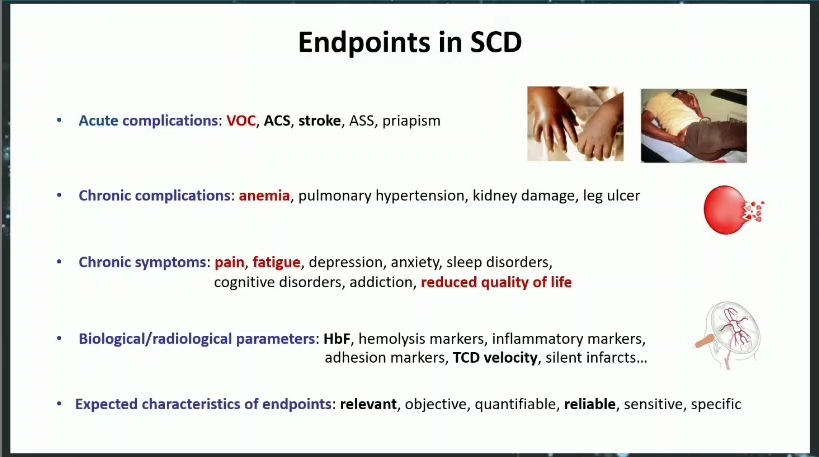 Endpoints in SCD
• Acute complications: VOC, ACS, stroke, ASS, priapism
• Chronic complications: anemia, pulmonary hypertension, kidney damage, leg ulcer
• Chronic symptoms: pain, fatigue, depression, anxiety, sleep disorders,
cognitive disorders, addiction, reduced quality of life
• Biological/radiological parameters: HbF, hemolysis markers, inflammatory markers,
adhesion markers, TCD velocity, silent infarcts...
• Expected characteristics of endpoints: relevant, objective, quantifiable, reliable, sensitive, specific